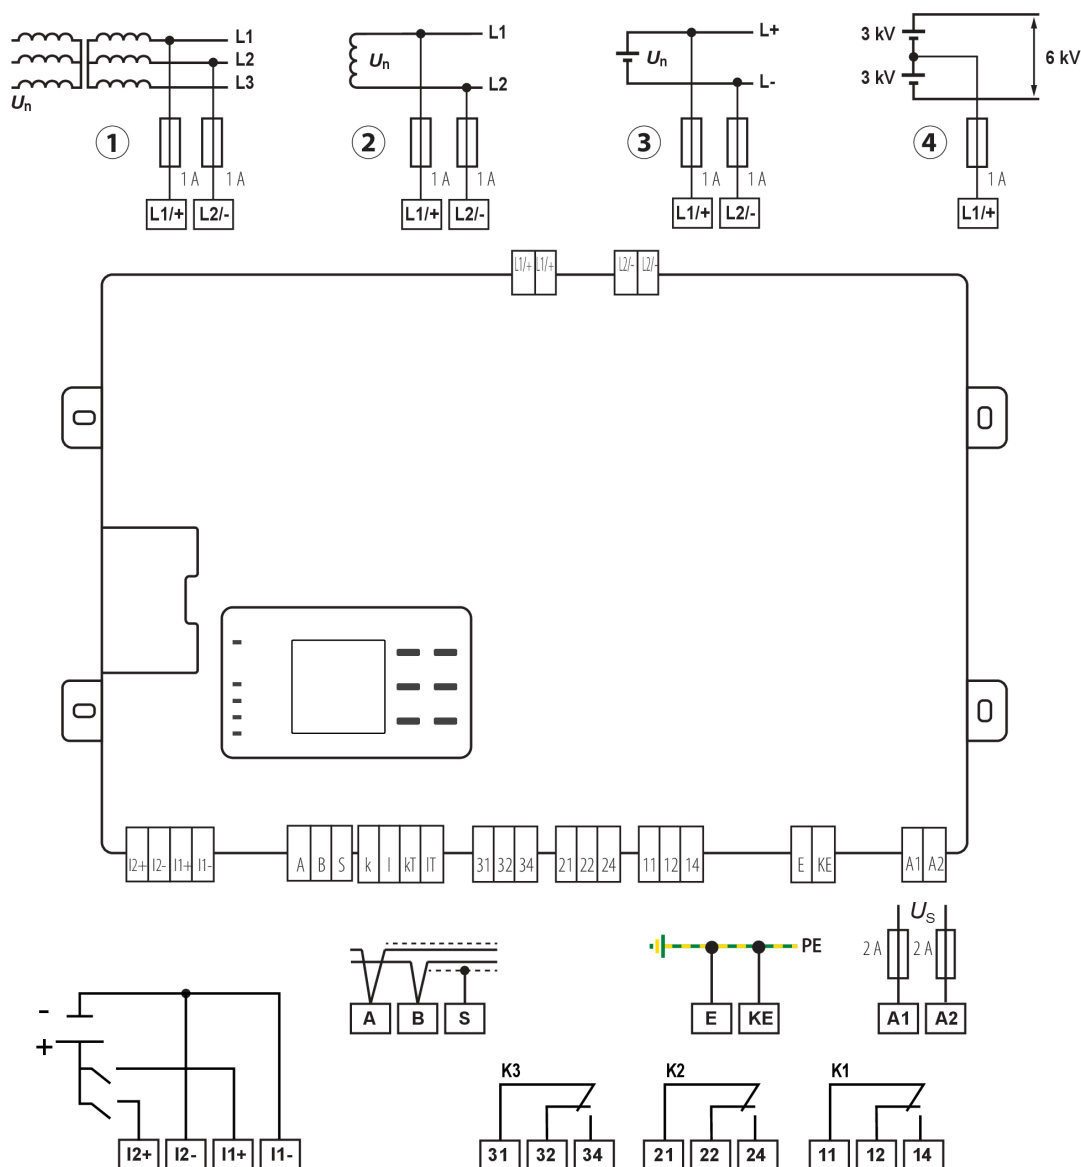 L1
L2
L3
Un
1
1 A
1 A
L1/+
L2/-
L1
Un
L2
2
1 A
1 A
L1/+
L2/-
L+
Un
L-
3
1 A
1 A
L1/+
L2/-
3 kV
3 kV
6 kV
4
1 A
L1/+
L1/+ L1/+
L2/- L2/-
I2+ I2- I1+ I1-
A B S
k l kT lT
31 32 34
21 22 24
11 12 14
E KE
A1 A2
A B S
PE
E KE
US
2 A 2 A
A1 A2
-
+
I2+ I2- I1+ I1-
K3
31 32 34
K2
21 22 24
K1
11 12 14